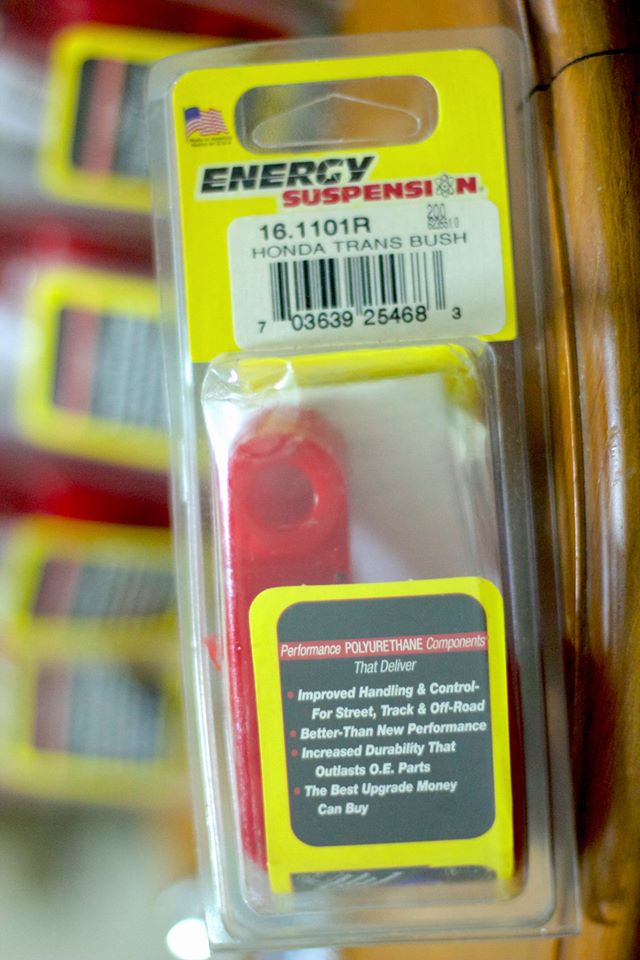 ENERGY
SUSPENSION
16.1101R
HONDA TRANS BUSH
7 03639 25468 3
Performance POLYURETHANE Components
That Deliver
• Improved Handling & Control-
For Street, Track & Off-Road
• Better-Than New Performance
• Increased Durability That
Outlasts O.E. Parts
• The Best Upgrade Money
Can Buy